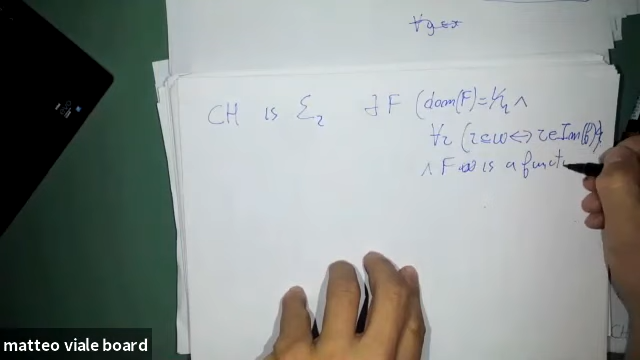 ∀y∈x
CH is Σ₂ ∃F (dom(F)=ℵ₁ ∧
∀r (r⊆ω ↔ r∈Im(F))
∧ F is a functi
matteo viale board